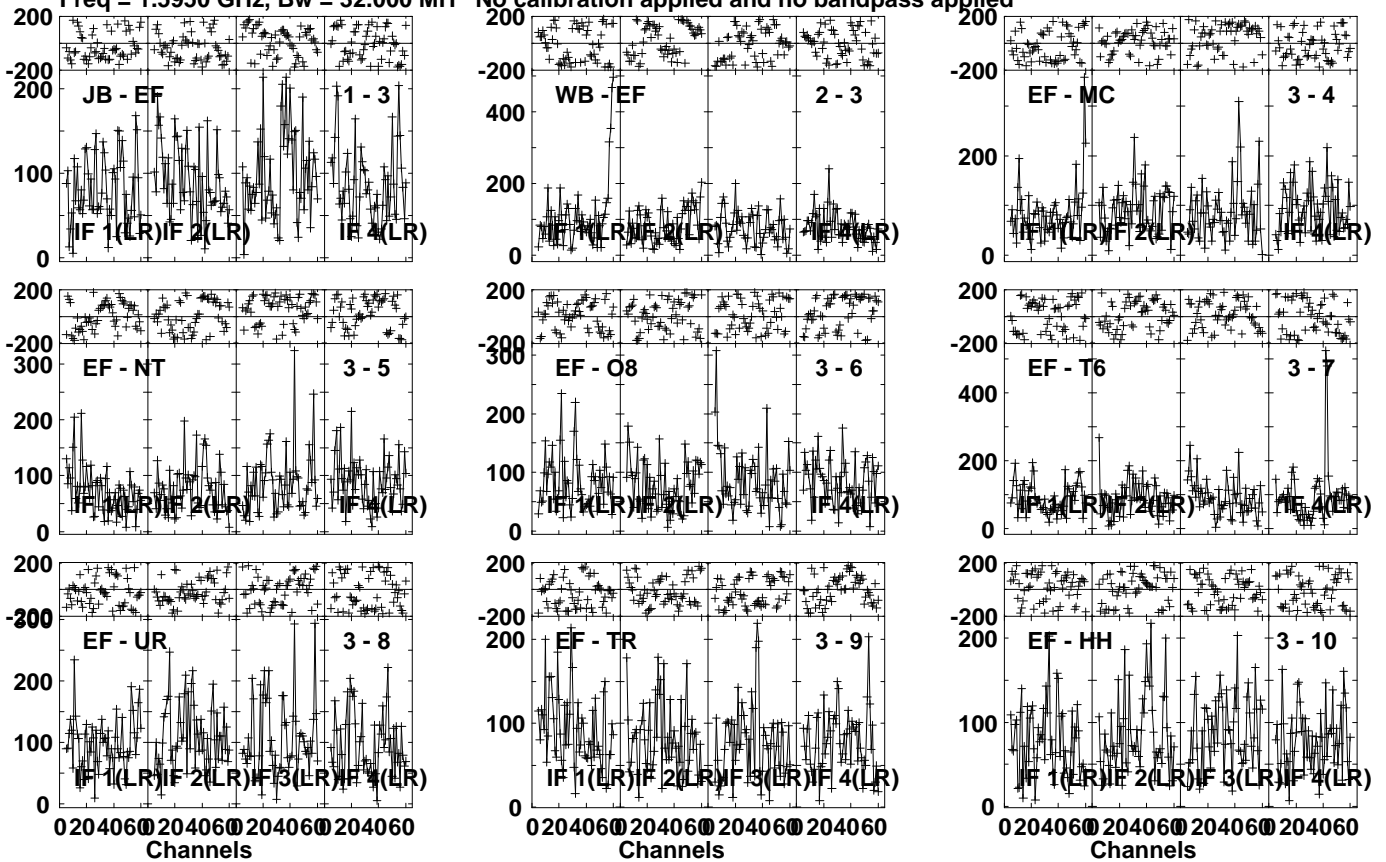 Freq = 1.5950 GHz, Bw = 32.000 MH No calibration applied and no bandpass applied
200
-200
200
100
0
JB - EF
1 - 3
IF 1(LR) IF 2(LR) IF 4(LR)
200
-200
400
200
0
WB - EF
2 - 3
IF 1(LR) IF 2(LR) IF 4(LR)
200
-200
200
0
EF - MC
3 - 4
IF 1(LR) IF 2(LR) IF 4(LR)
200
-200
300
200
100
0
EF - NT
3 - 5
IF 1(LR) IF 2(LR) IF 4(LR)
200
-200
300
200
100
0
EF - O8
3 - 6
IF 1(LR) IF 2(LR) IF 4(LR)
200
-200
400
200
0
EF - T6
3 - 7
IF 1(LR) IF 2(LR) IF 4(LR)
200
-200
300
200
100
0
EF - UR
3 - 8
IF 1(LR) IF 2(LR) IF 3(LR) IF 4(LR)
0 20 40 60 0 20 40 60 0 20 40 60 0 20 40 60
Channels
200
-200
200
100
0
EF - TR
3 - 9
IF 1(LR) IF 2(LR) IF 3(LR) IF 4(LR)
0 20 40 60 0 20 40 60 0 20 40 60 0 20 40 60
Channels
200
-200
200
100
0
EF - HH
3 - 10
IF 1(LR) IF 2(LR) IF 3(LR) IF 4(LR)
0 20 40 60 0 20 40 60 0 20 40 60 0 20 40 60
Channels